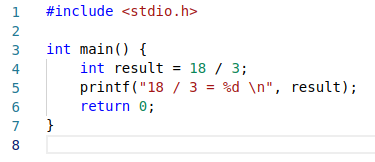 1 #include <stdio.h>
2
3 int main() {
4     int result = 18 / 3;
5     printf("18 / 3 = %d \n", result);
6     return 0;
7 }
8